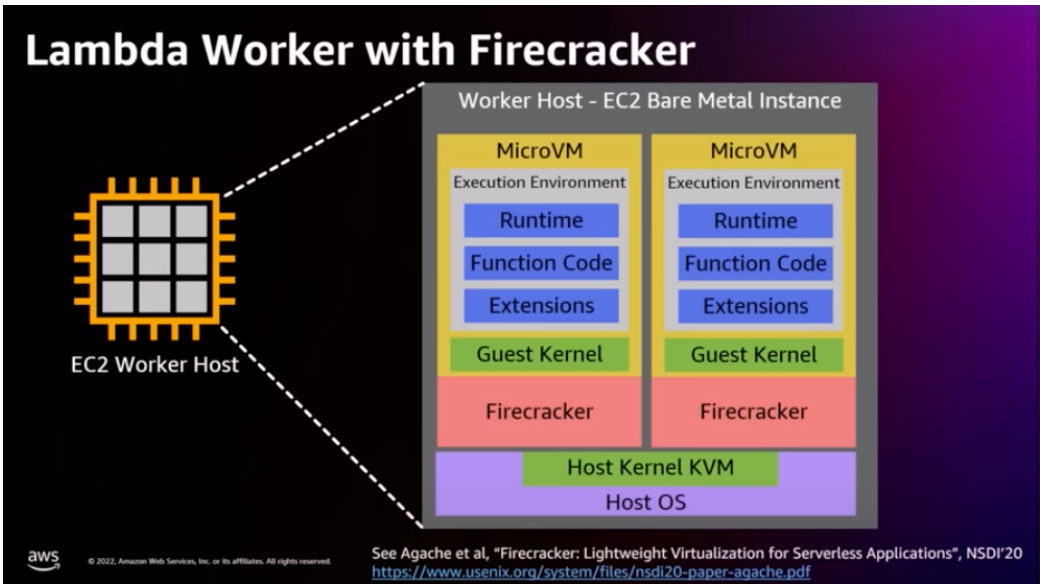 Lambda Worker with Firecracker
Worker Host - EC2 Bare Metal Instance
MicroVM
Execution Environment
Runtime
Function Code
Extensions
Guest Kernel
Firecracker
MicroVM
Execution Environment
Runtime
Function Code
Extensions
Guest Kernel
Firecracker
Host Kernel KVM
Host OS
EC2 Worker Host
aws
© 2022, Amazon Web Services, Inc. or its affiliates. All rights reserved.
See Agache et al, "Firecracker: Lightweight Virtualization for Serverless Applications", NSDI'20
https://www.usenix.org/system/files/nsdi20-paper-agache.pdf